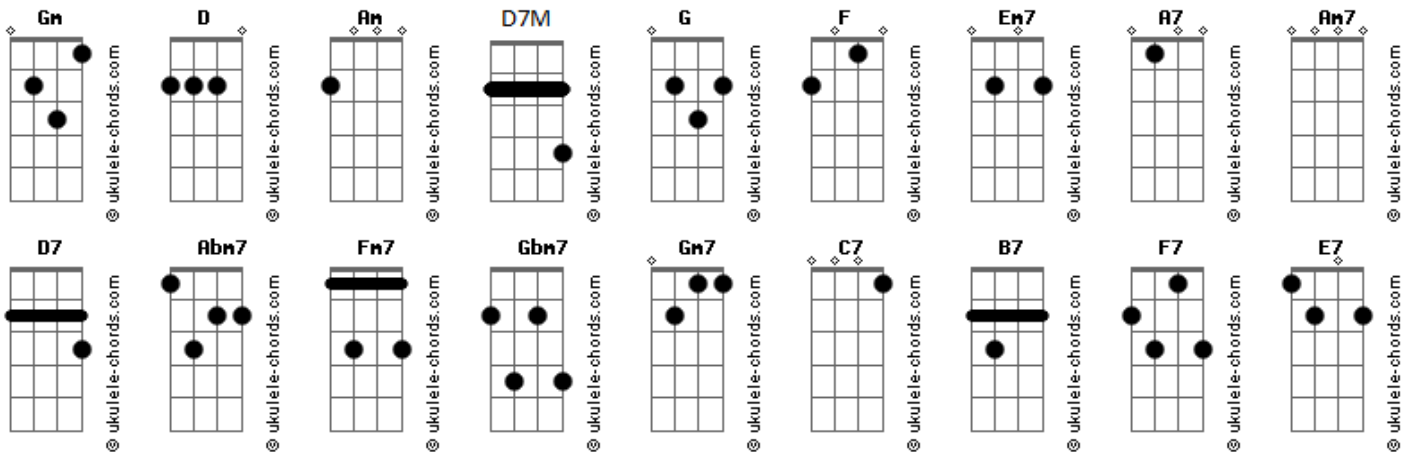 Gm D Am D7M G F Em7 A7 Am7
© ukulele-chords.com © ukulele-chords.com © ukulele-chords.com © ukulele-chords.com © ukulele-chords.com © ukulele-chords.com © ukulele-chords.com © ukulele-chords.com © ukulele-chords.com
D7 Abm7 Fm7 Gbm7 Gm7 C7 B7 F7 E7
© ukulele-chords.com © ukulele-chords.com © ukulele-chords.com © ukulele-chords.com © ukulele-chords.com © ukulele-chords.com © ukulele-chords.com © ukulele-chords.com © ukulele-chords.com